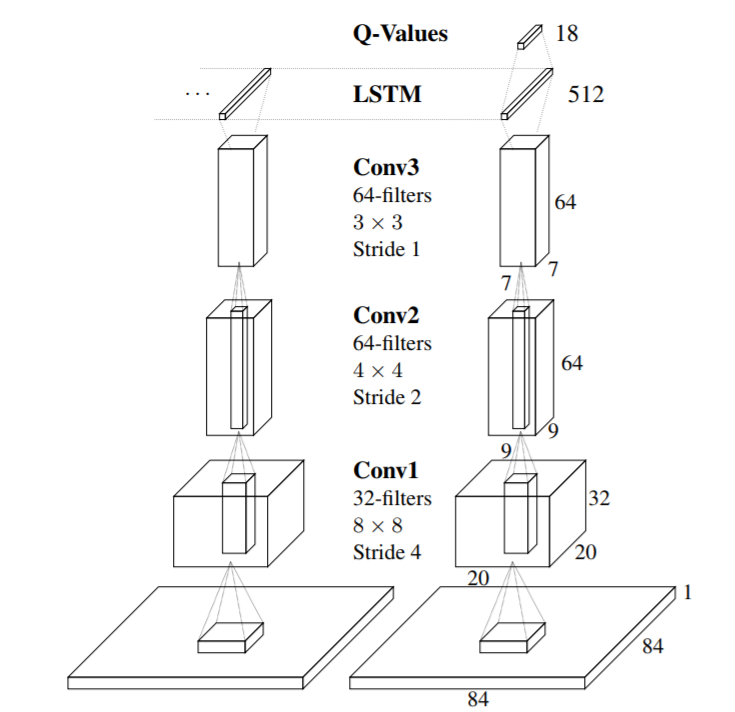 Q-Values
18
...
LSTM
512
Conv3
64-filters
3 × 3
Stride 1
64
7
7
Conv2
64-filters
4 × 4
Stride 2
64
9
9
Conv1
32-filters
8 × 8
Stride 4
32
20
20
1
84
84